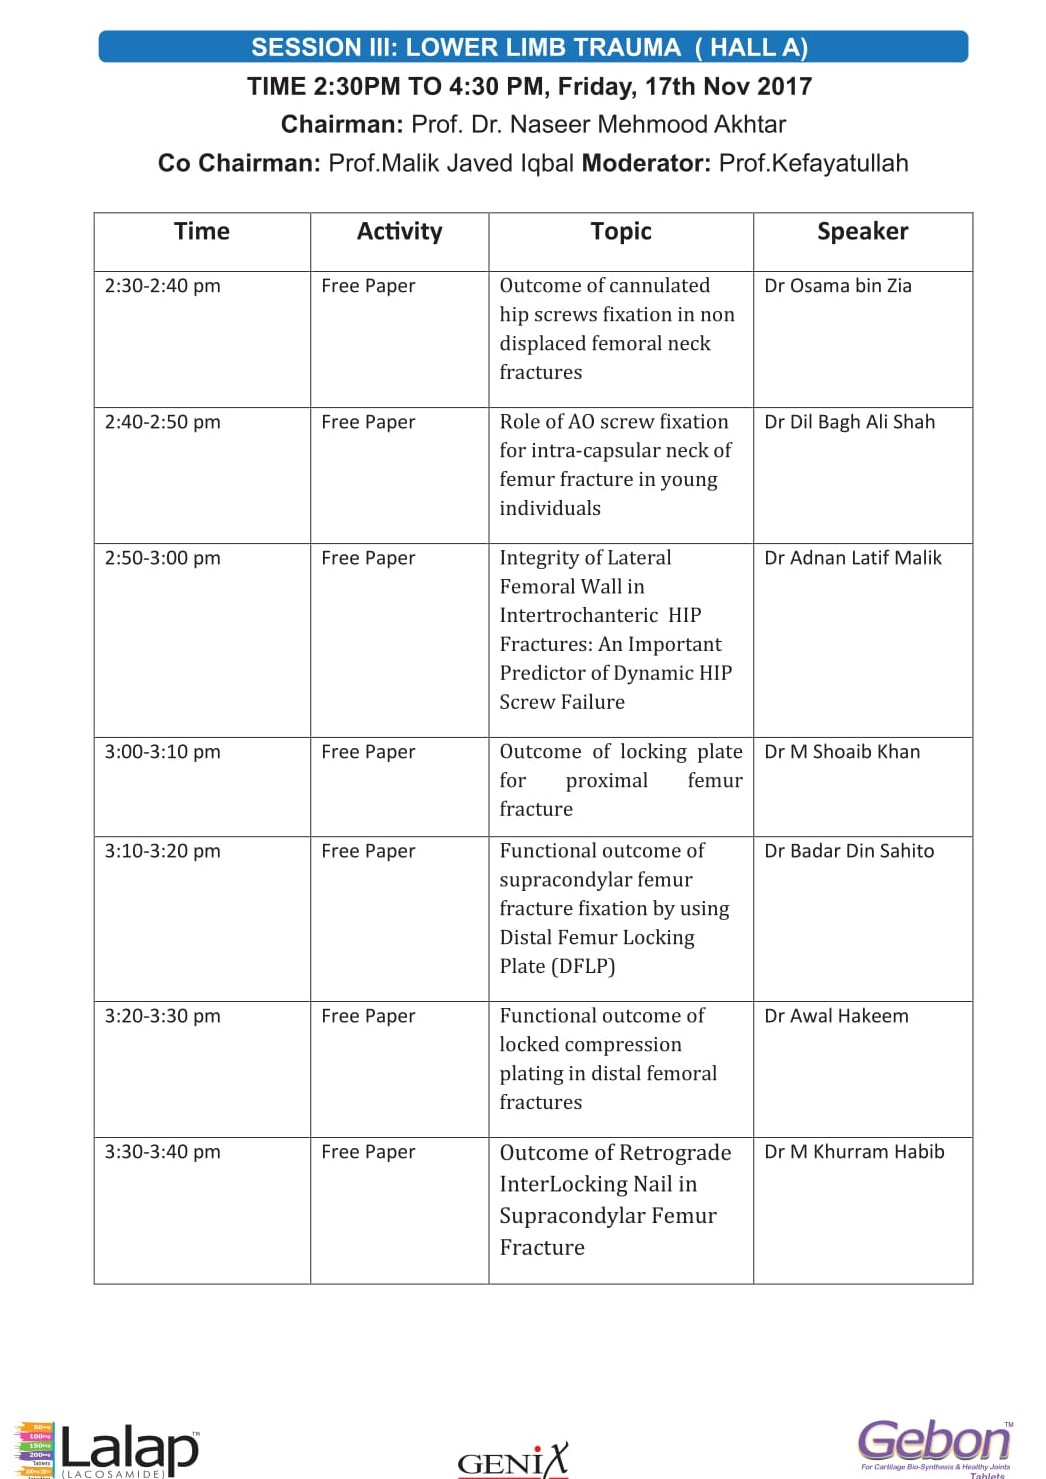 SESSION III: LOWER LIMB TRAUMA ( HALL A)
TIME 2:30PM TO 4:30 PM, Friday, 17th Nov 2017
Chairman: Prof. Dr. Naseer Mehmood Akhtar
Co Chairman: Prof.Malik Javed Iqbal Moderator: Prof.Kefayatullah
Time Activity Topic Speaker
2:30-2:40 pm Free Paper Outcome of cannulated Dr Osama bin Zia
hip screws fixation in non
displaced femoral neck
fractures
2:40-2:50 pm Free Paper Role of AO screw fixation Dr Dil Bagh Ali Shah
for intra-capsular neck of
femur fracture in young
individuals
2:50-3:00 pm Free Paper Integrity of Lateral Dr Adnan Latif Malik
Femoral Wall in
Intertrochanteric HIP
Fractures: An Important
Predictor of Dynamic HIP
Screw Failure
3:00-3:10 pm Free Paper Outcome of locking plate Dr M Shoaib Khan
for proximal femur
fracture
3:10-3:20 pm Free Paper Functional outcome of Dr Badar Din Sahito
supracondylar femur
fracture fixation by using
Distal Femur Locking
Plate (DFLP)
3:20-3:30 pm Free Paper Functional outcome of Dr Awal Hakeem
locked compression
plating in distal femoral
fractures
3:30-3:40 pm Free Paper Outcome of Retrograde Dr M Khurram Habib
InterLocking Nail in
Supracondylar Femur
Fracture
50mg
100mg
150mg
200mg
Tablets
Lalap™
(LACOSAMIDE)
GENIX
Gebon™
For Cartilage Bio-Synthesis & Healthy Joints
Tablets